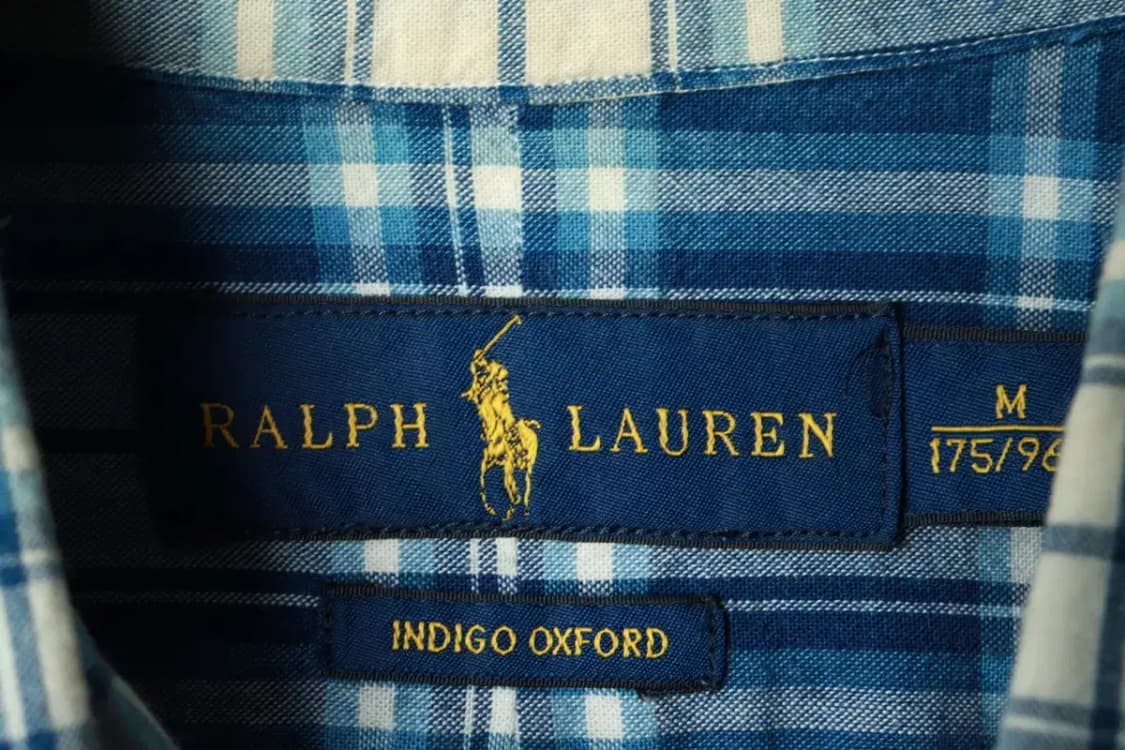 RALPH LAUREN
M
175/96
INDIGO OXFORD